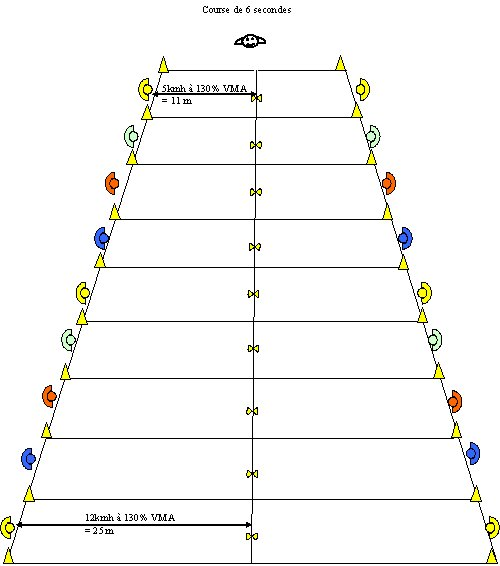 Course de 6 secondes
5kmh à 130% VMA
= 11 m
12kmh à 130% VMA
= 25 m